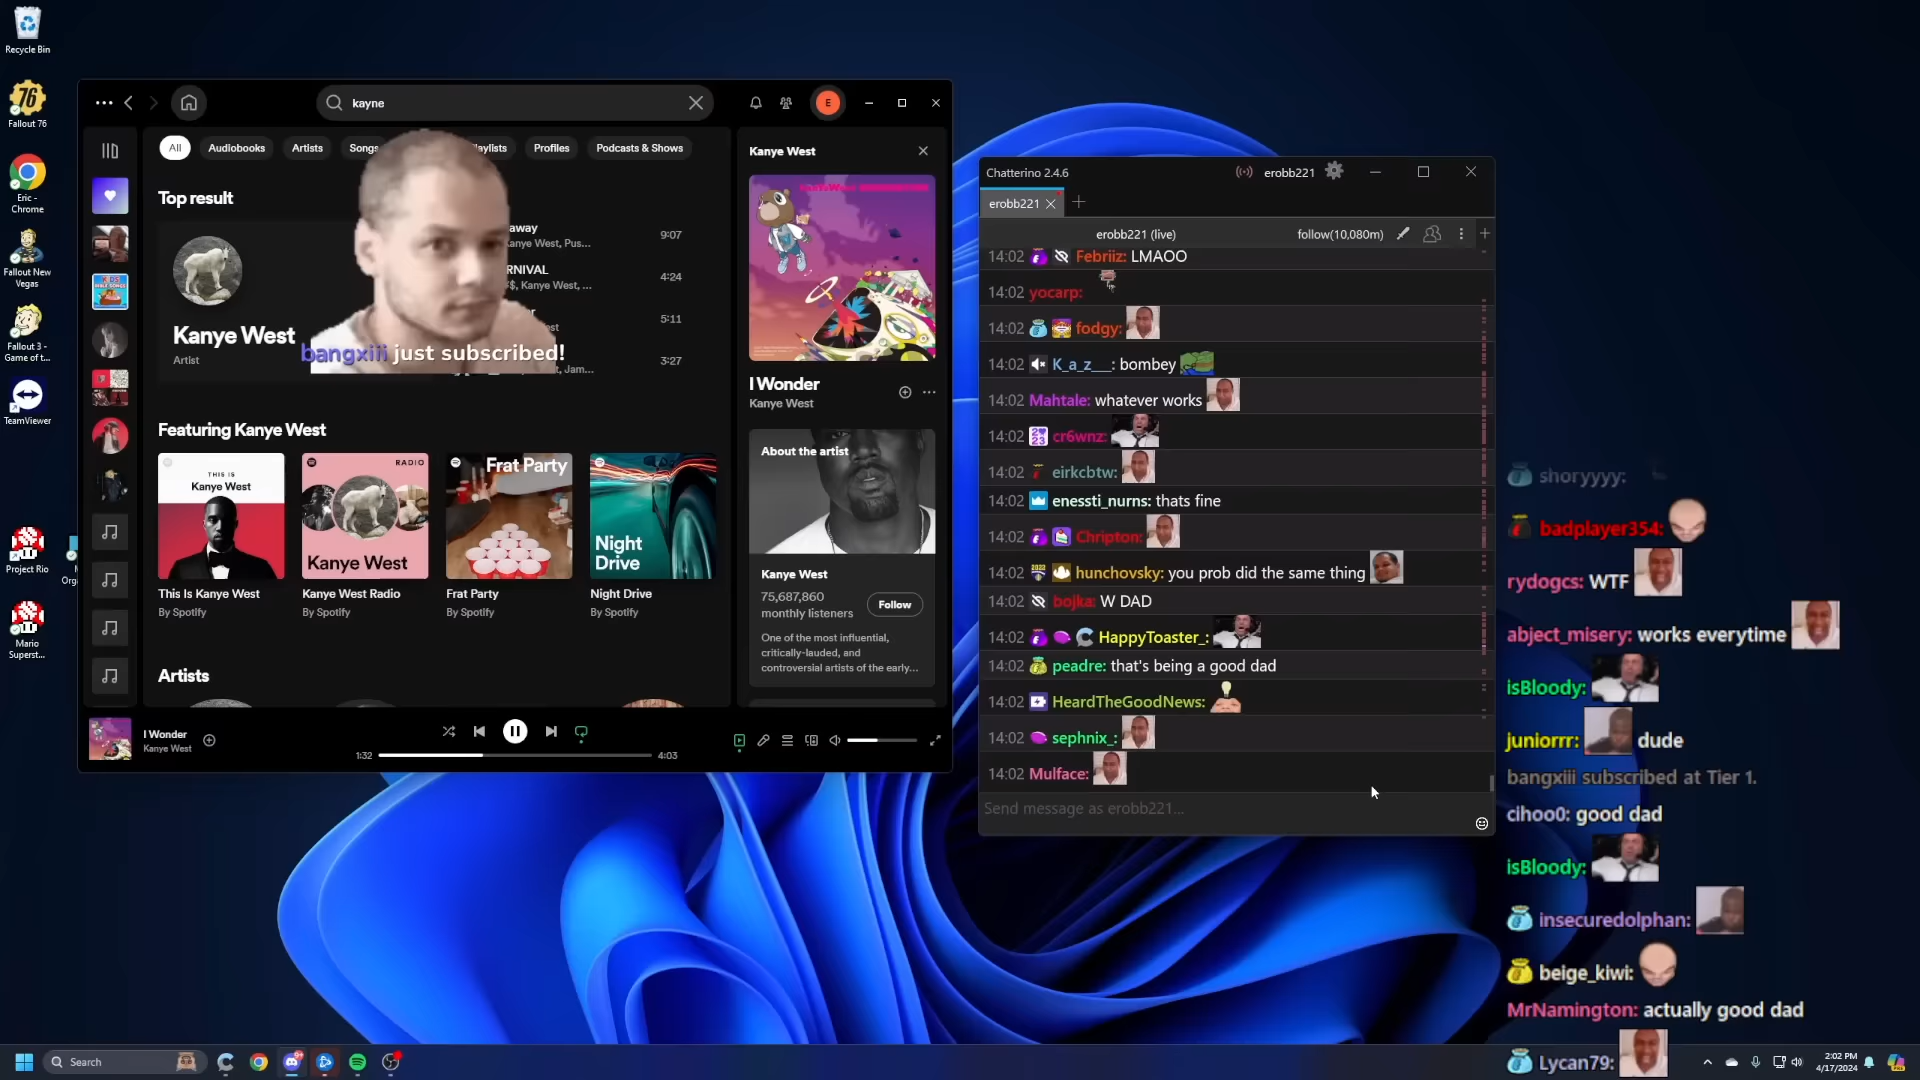 Recycle Bin
Fallout 76
Eric -
Chrome
Fallout New
Vegas
Fallout 3 -
Game of t...
TeamViewer
Project Rio
Mario
Superst...
kayne
E
All
Audiobooks
Artists
Songs
Profiles
Podcasts & Shows
Top result
Kanye West
Artist
9:07
4:24
5:11
3:27
bangxiii just subscribed!
Featuring Kanye West
THIS IS
Kanye West
This Is Kanye West
By Spotify
RADIO
Kanye West
Kanye West Radio
By Spotify
Frat Party
Frat Party
By Spotify
Night
Drive
Night Drive
By Spotify
Artists
Kanye West
I Wonder
Kanye West
About the artist
Kanye West
75,687,860
monthly listeners
Follow
One of the most influential,
critically-lauded, and
controversial artists of the early...
I Wonder
Kanye West
1:32
4:03
Chatterino 2.4.6
erobb221
erobb221
erobb221 (live)
follow(10,080m)
14:02 Febriiz: LMAOO
14:02 yocarp:
14:02 fodgy:
14:02 K_a_z___: bombey
14:02 Mahtale: whatever works
14:02 cr6wnz:
14:02 eirkcbtw:
14:02 enessti_nurns: thats fine
14:02 Chripton:
14:02 hunchovsky: you prob did the same thing
14:02 bojka: W DAD
14:02 HappyToaster_:
14:02 peadre: that's being a good dad
14:02 HeardTheGoodNews:
14:02 sephnix_:
14:02 Mulface:
Send message as erobb221...
shoryyyy:
badplayer354:
rydogcs: WTF
abject_misery: works everytime
isBloody:
juniorrr: dude
bangxiii subscribed at Tier 1.
cihoo0: good dad
isBloody:
insecuredolphan:
beige_kiwi:
MrNamington: actually good dad
Lycan79:
Search
2:02 PM
4/17/2024